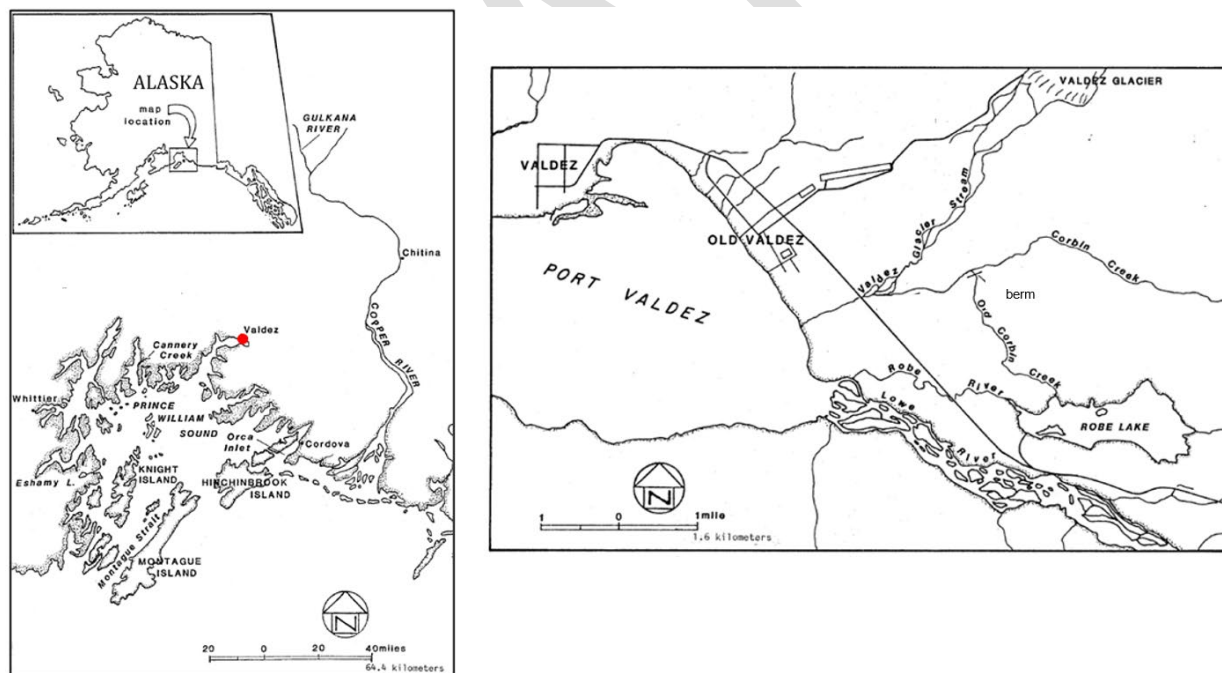 ALASKA
map
location
GULKANA
RIVER
Chitina
COPPER RIVER
Valdez
Cannery
Creek
Whittier
PRINCE
WILLIAM
SOUND
Orca
Inlet
Cordova
Eshamy L.
KNIGHT
ISLAND
HINCHINBROOK
ISLAND
Montague Strait
MONTAGUE
ISLAND
N
20 0 20 40miles
64.4 kilometers
VALDEZ GLACIER
VALDEZ
OLD VALDEZ
PORT VALDEZ
Valdez Glacier Stream
Corbin Creek
berm
Old Corbin Creek
Robe River
Lowe River
ROBE LAKE
N
1 0 1mile
1.6 kilometers